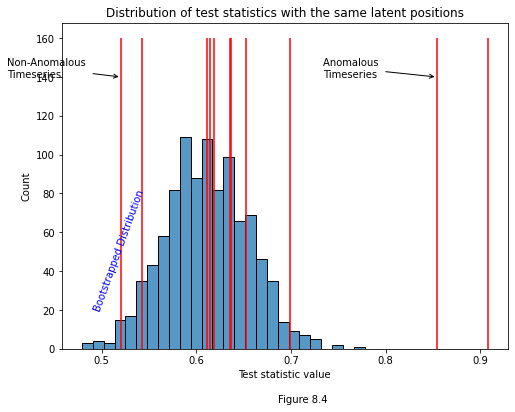 Distribution of test statistics with the same latent positions
160
Non-Anomalous
Timeseries
Anomalous
Timeseries
140
120
100
80
60
40
20
0
Count
Bootstrapped Distribution
0.5
0.6
0.7
0.8
0.9
Test statistic value
Figure 8.4